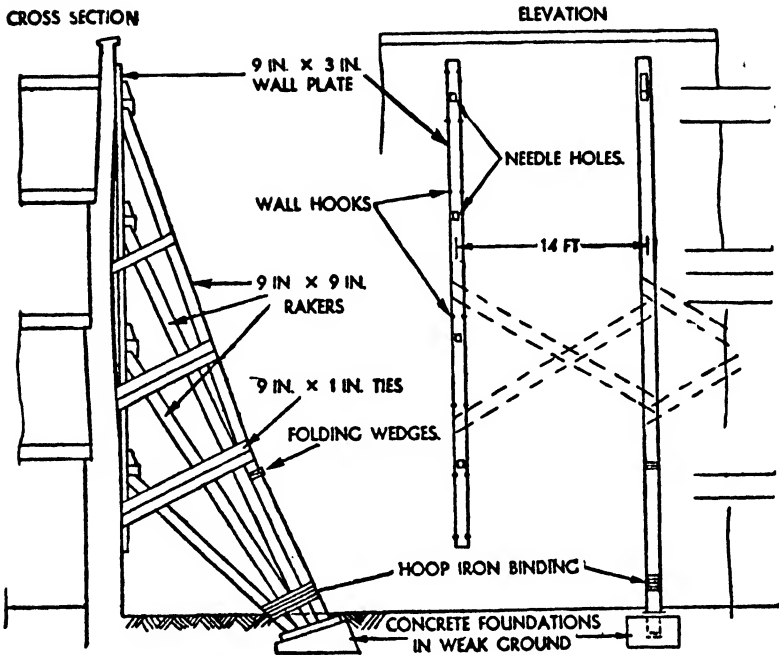 CROSS SECTION
ELEVATION
9 IN. × 3 IN.
WALL PLATE
NEEDLE HOLES.
WALL HOOKS
14 FT
9 IN × 9 IN.
RAKERS
9 IN. × 1 IN. TIES
FOLDING WEDGES.
HOOP IRON BINDING
CONCRETE FOUNDATIONS
IN WEAK GROUND